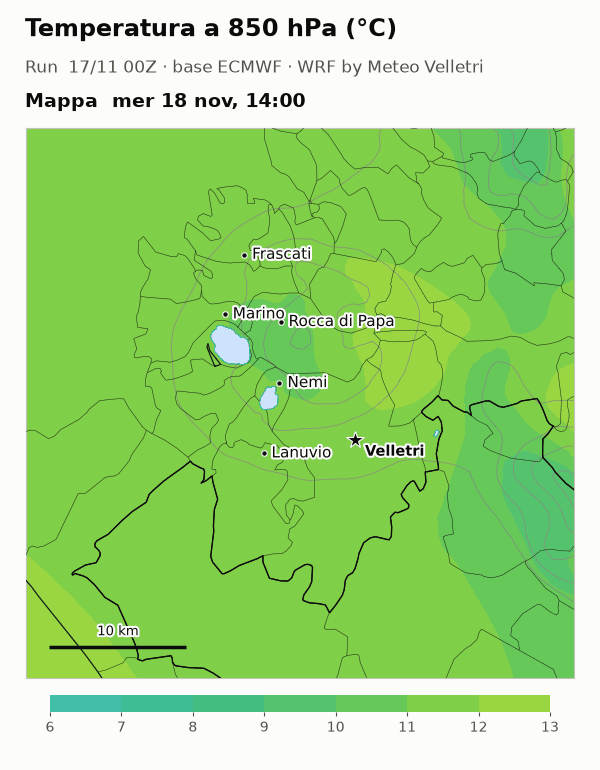 Temperatura a 850 hPa (°C)
Run  17/11 00Z · base ECMWF · WRF by Meteo Velletri
Mappa  mer 18 nov, 14:00
Frascati
Marino
Rocca di Papa
Nemi
Velletri
Lanuvio
10 km
6 7 8 9 10 11 12 13